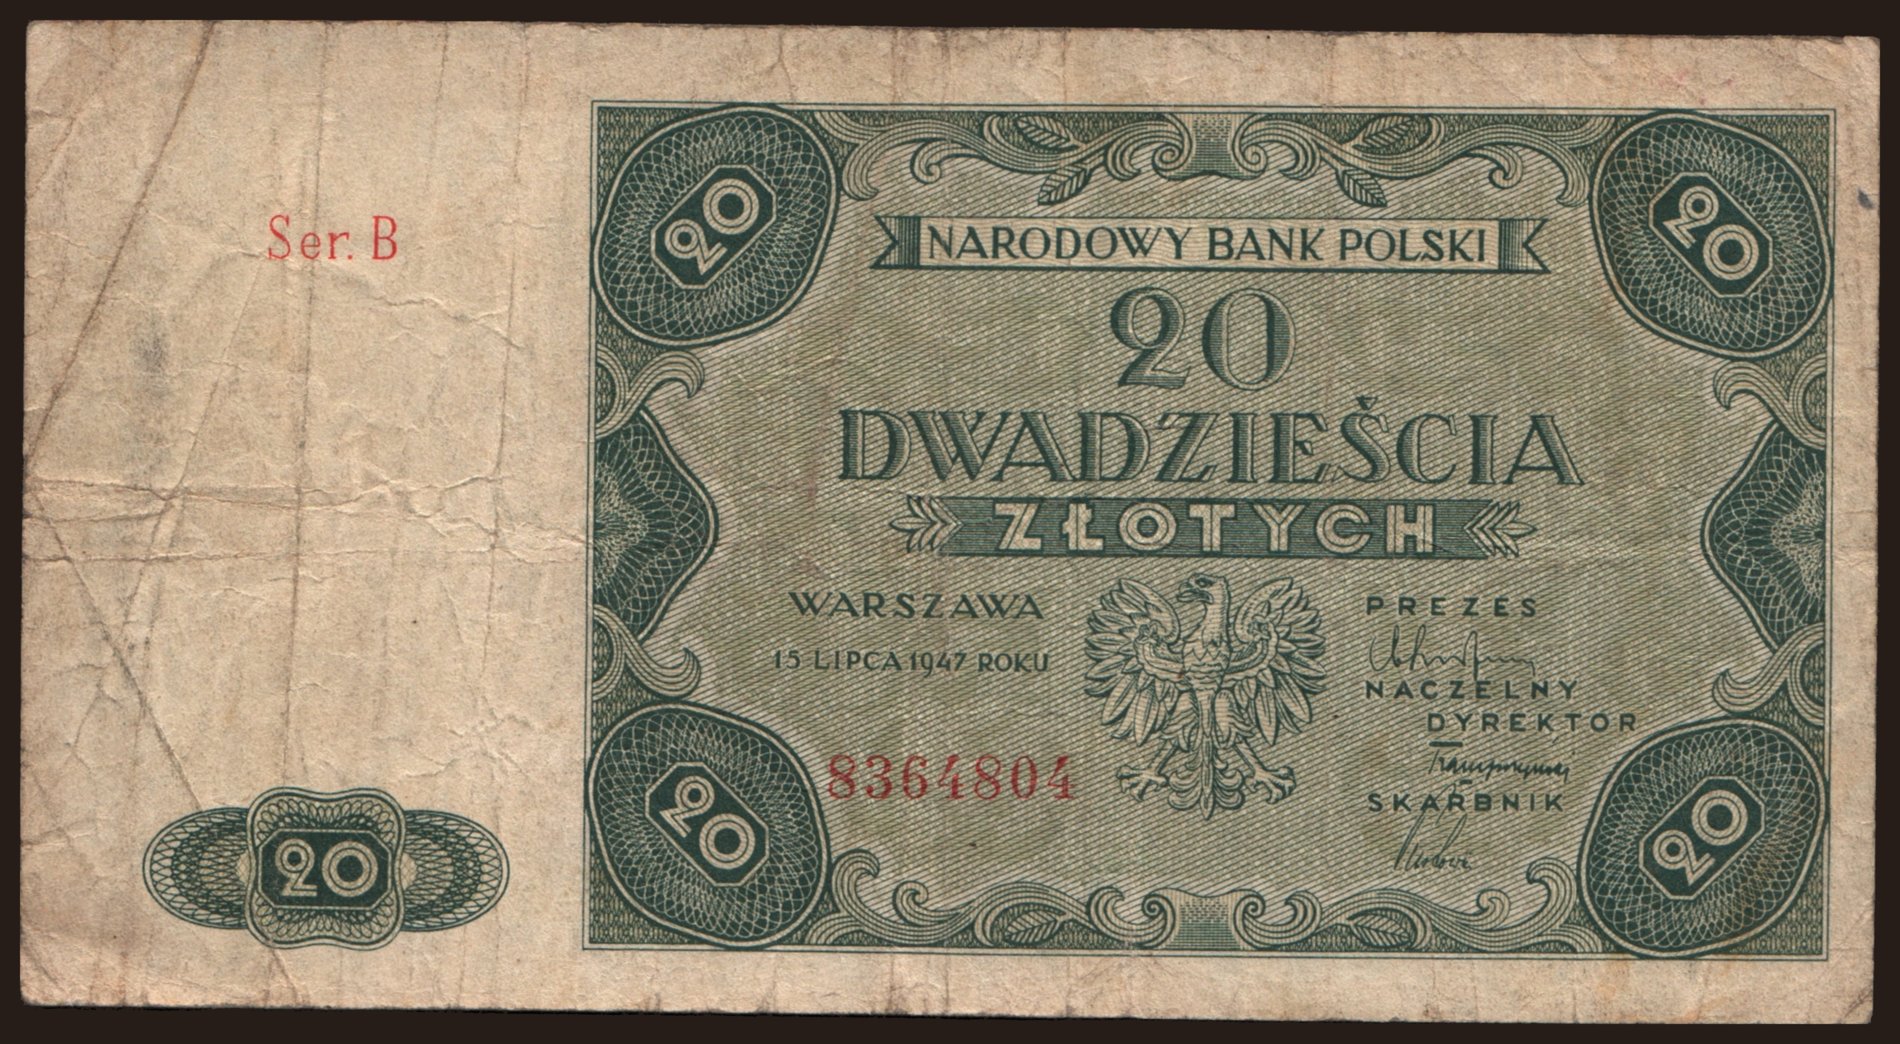 Ser. B
20
20
NARODOWY BANK POLSKI
20
DWADZIEŚCIA
ZŁOTYCH
WARSZAWA
15 LIPCA 1947 ROKU
PREZES
NACZELNY
DYREKTOR
SKARBNIK
8364804
20
20
20